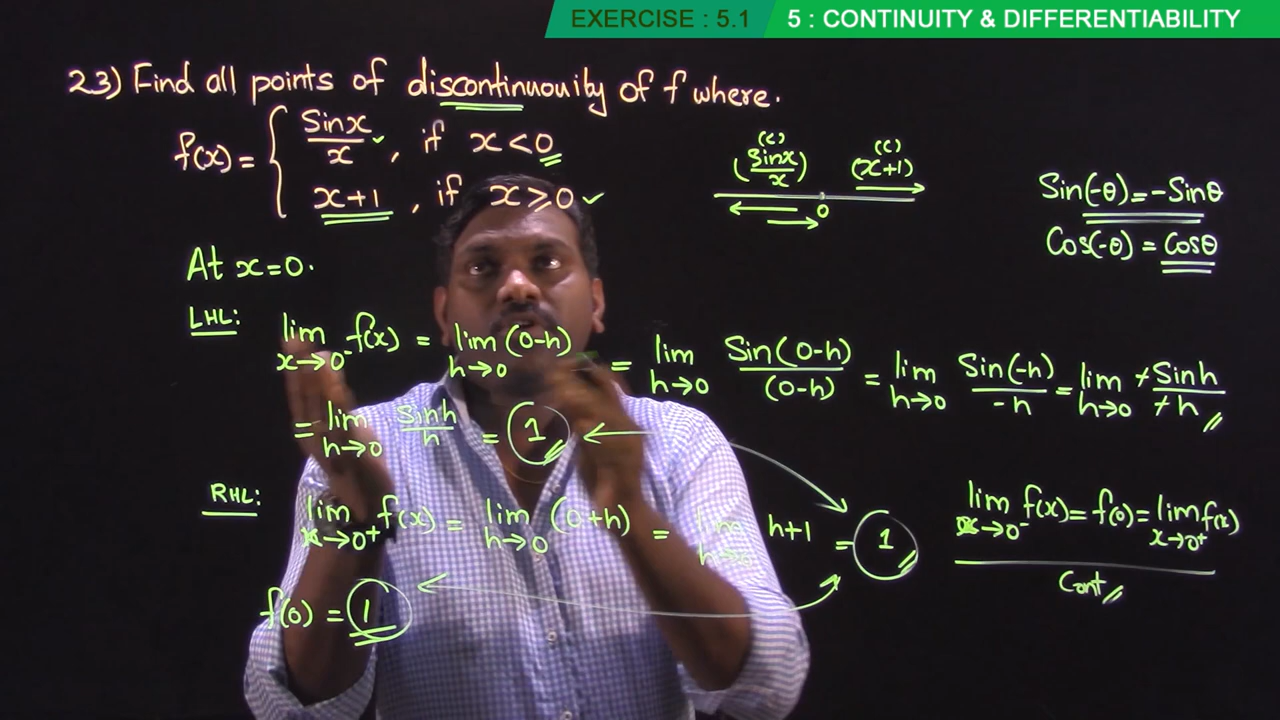 EXERCISE : 5.1 5 : CONTINUITY & DIFFERENTIABILITY
23) Find all points of discontinuouity of f where.
f(x) = { Sinx/x , if x < 0
x+1 , if x ⩾ 0
(c) (c)
(sinx/x) (x+1)
0
Sin(-θ) = -Sinθ
Cos(-θ) = Cosθ
At x=0.
LHL:
lim x→0⁻ f(x) = lim h→0 (0-h) = lim h→0 Sin(0-h)/(0-h) = lim h→0 Sin(-h)/-h = lim h→0 -Sinh/-h
= lim h→0 Sinh/h = 1
RHL:
lim x→0⁺ f(x) = lim h→0 (0+h) = lim h→0 h+1 = 1
f(0) = 1
lim x→0⁻ f(x) = f(0) = lim x→0⁺ f(x)
Cont